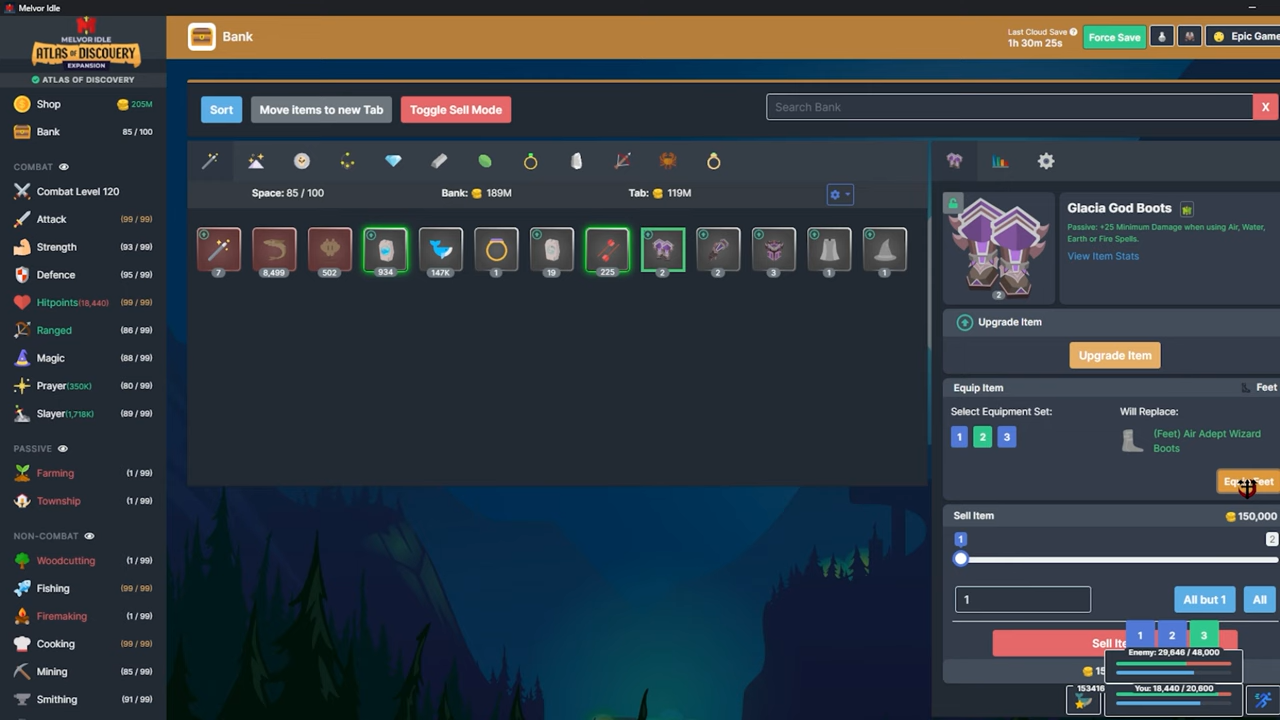 Melvor Idle
MELVOR IDLE
ATLAS OF DISCOVERY
EXPANSION
ATLAS OF DISCOVERY
Shop
205M
Bank
85 / 100
COMBAT
Combat Level 120
Attack
(99 / 99)
Strength
(93 / 99)
Defence
(95 / 99)
Hitpoints(18,440)
(99 / 99)
Ranged
(86 / 99)
Magic
(88 / 99)
Prayer(350K)
(80 / 99)
Slayer(1,718K)
(89 / 99)
PASSIVE
Farming
(1 / 99)
Township
(1 / 99)
NON-COMBAT
Woodcutting
(1 / 99)
Fishing
(99 / 99)
Firemaking
(1 / 99)
Cooking
(99 / 99)
Mining
(85 / 99)
Smithing
(91 / 99)
Bank
Last Cloud Save
1h 30m 25s
Force Save
Epic Game
Sort
Move items to new Tab
Toggle Sell Mode
Search Bank
X
Space: 85 / 100
Bank: 189M
Tab: 119M
7
8,499
502
934
147K
1
19
225
2
2
3
1
1
Glacia God Boots
Passive: +25 Minimum Damage when using Air, Water,
Earth or Fire Spells.
View Item Stats
2
Upgrade Item
Upgrade Item
Equip Item
Feet
Select Equipment Set:
Will Replace:
1
2
3
(Feet) Air Adept Wizard
Boots
Equip Feet
Sell Item
150,000
1
2
1
All but 1
All
Sell Ite
1
2
3
Enemy: 29,646 / 48,000
15
153416
You: 18,440 / 20,600